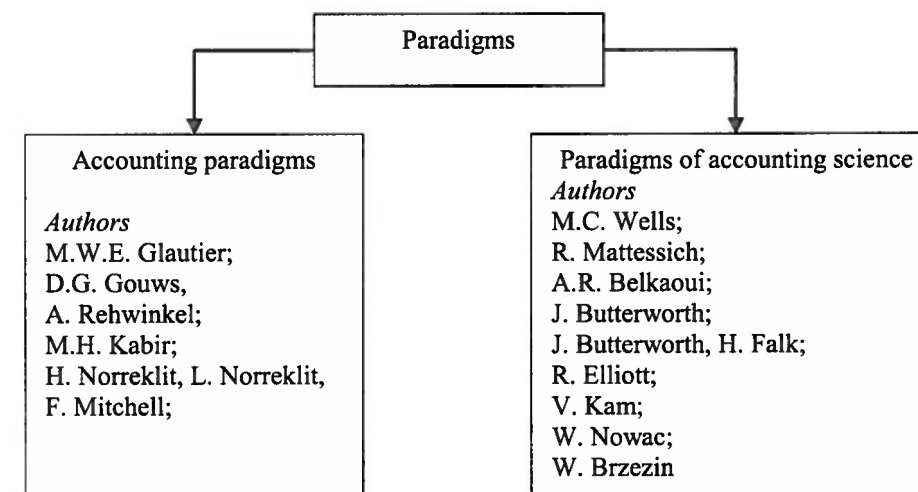 Paradigms
Accounting paradigms
Authors
M.W.E. Glautier;
D.G. Gouws,
A. Rehwinkel;
M.H. Kabir;
H. Norreklit, L. Norreklit,
F. Mitchell;
Paradigms of accounting science
Authors
M.C. Wells;
R. Mattessich;
A.R. Belkaoui;
J. Butterworth;
J. Butterworth, H. Falk;
R. Elliott;
V. Kam;
W. Nowac;
W. Brzezin